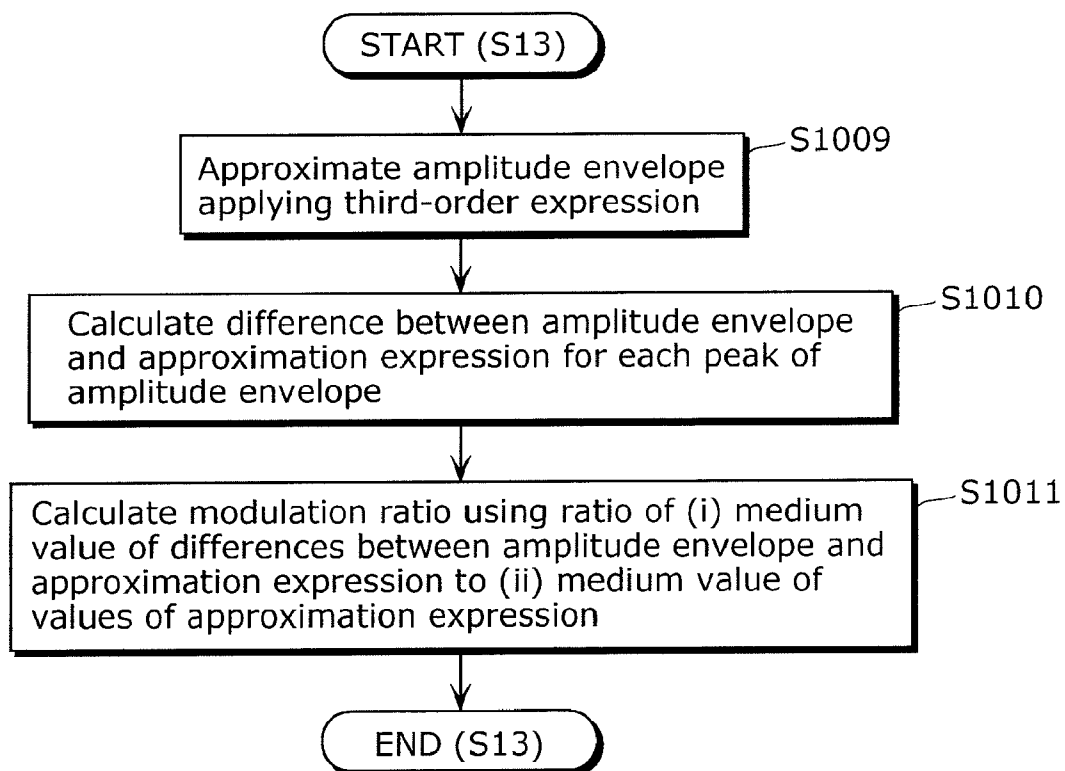 START (S13)
S1009
Approximate amplitude envelope
applying third-order expression
S1010
Calculate difference between amplitude envelope
and approximation expression for each peak of
amplitude envelope
S1011
Calculate modulation ratio using ratio of (i) medium
value of differences between amplitude envelope and
approximation expression to (ii) medium value of
values of approximation expression
END (S13)